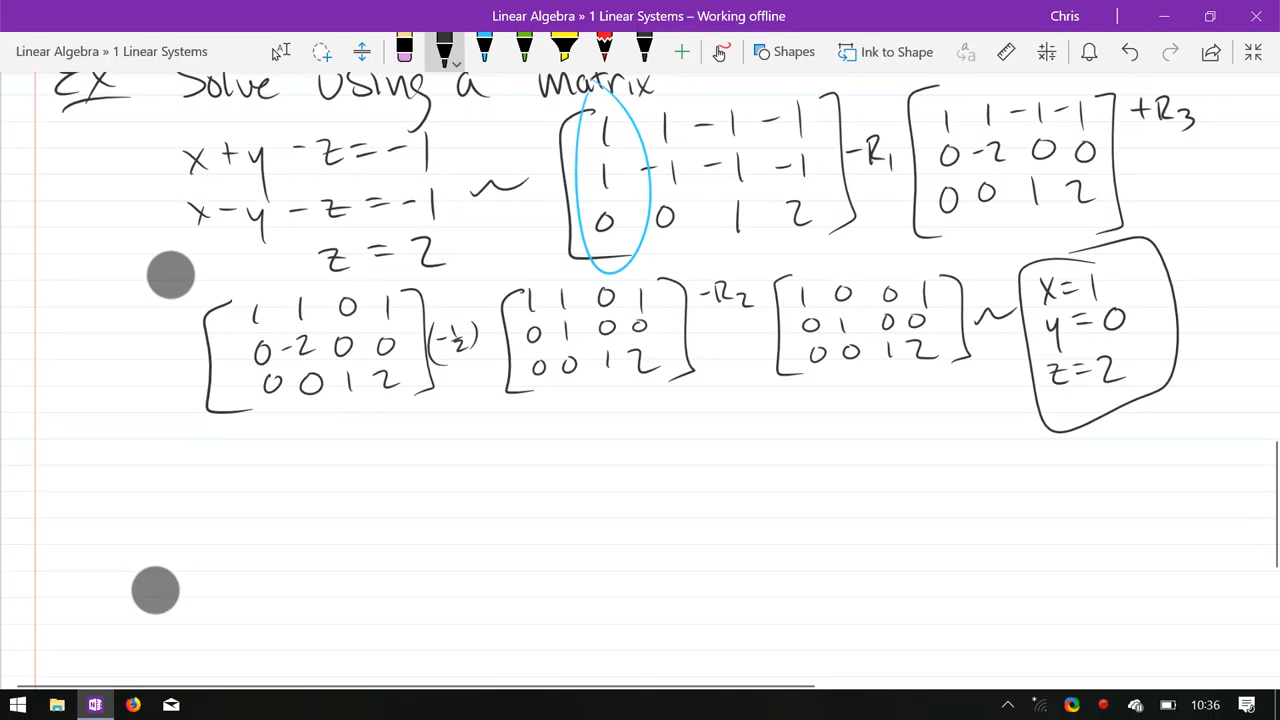 Linear Algebra » 1 Linear Systems – Working offline
Chris
Linear Algebra » 1 Linear Systems
Shapes
Ink to Shape
EX Solve using a matrix
x+y -z=-1
x-y -z=-1
z=2
~
1 1 -1 -1
1 -1 -1 -1
0 0 1 2
-R1
1 1 -1 -1
0 -2 0 0
0 0 1 2
+R3
1 1 0 1
0 -2 0 0
0 0 1 2
(-1/2)
1 1 0 1
0 1 0 0
0 0 1 2
-R2
1 0 0 1
0 1 0 0
0 0 1 2
~
x=1
y=0
z=2
10:36